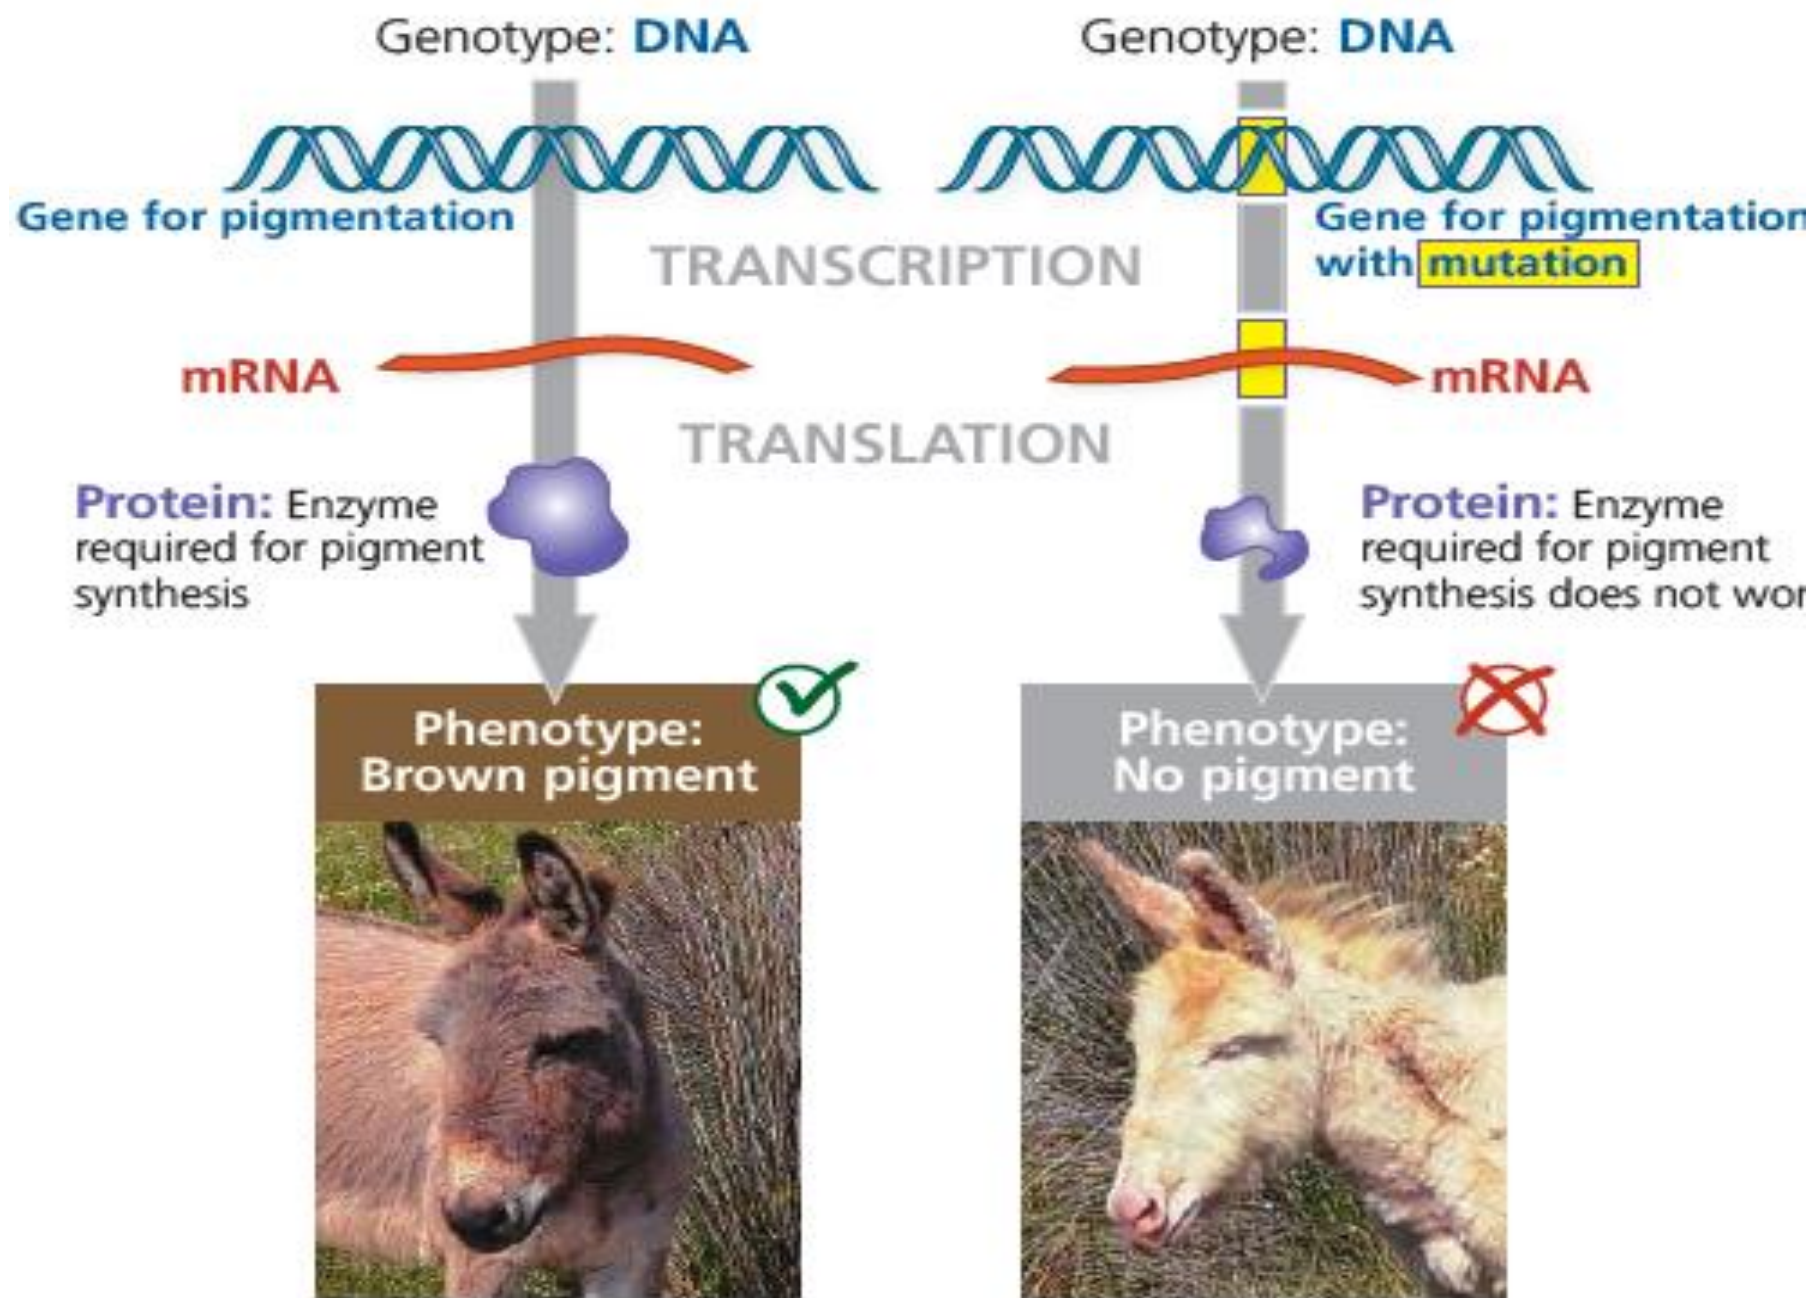 Genotype: DNA
Genotype: DNA
Gene for pigmentation
Gene for pigmentation
with mutation
TRANSCRIPTION
mRNA
mRNA
TRANSLATION
Protein: Enzyme
required for pigment
synthesis
Protein: Enzyme
required for pigment
synthesis does not wor
Phenotype:
Brown pigment
Phenotype:
No pigment